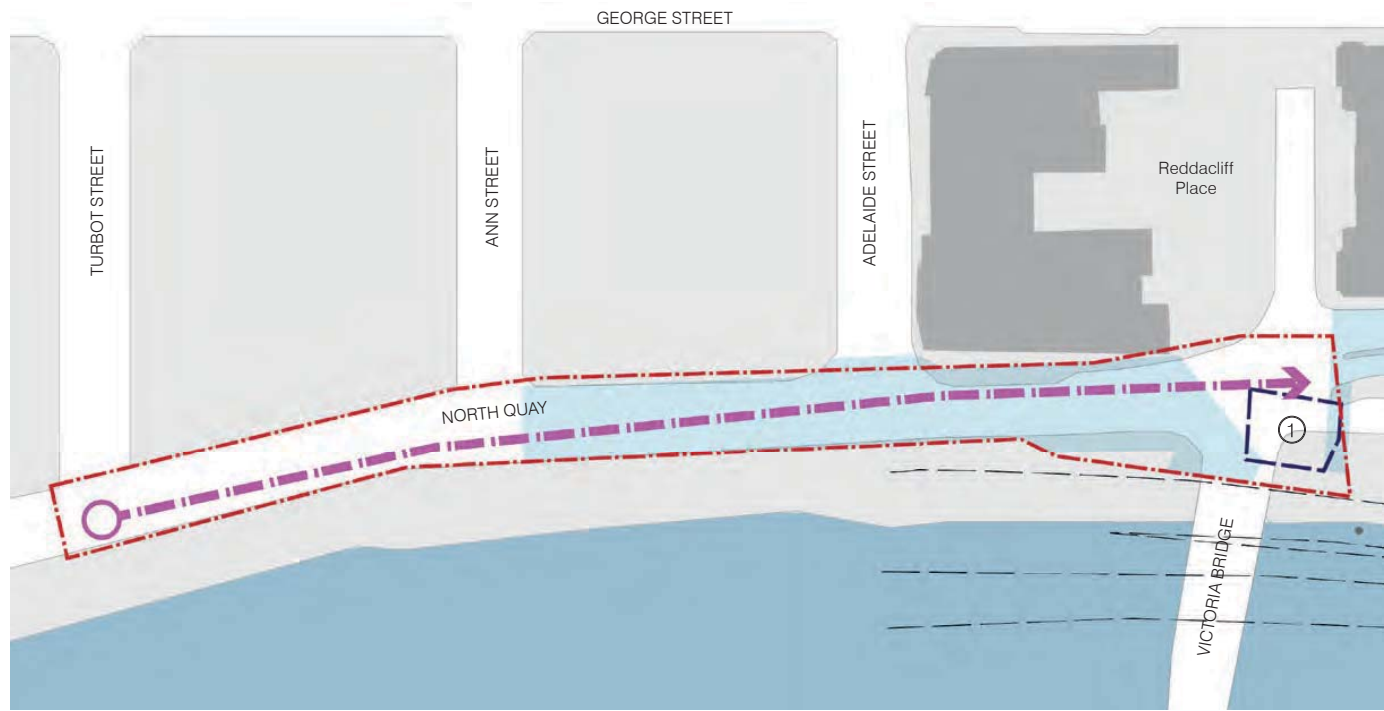 GEORGE STREET
TURBOT STREET
ANN STREET
ADELAIDE STREET
Reddacliff
Place
NORTH QUAY
1
VICTORIA BRIDGE